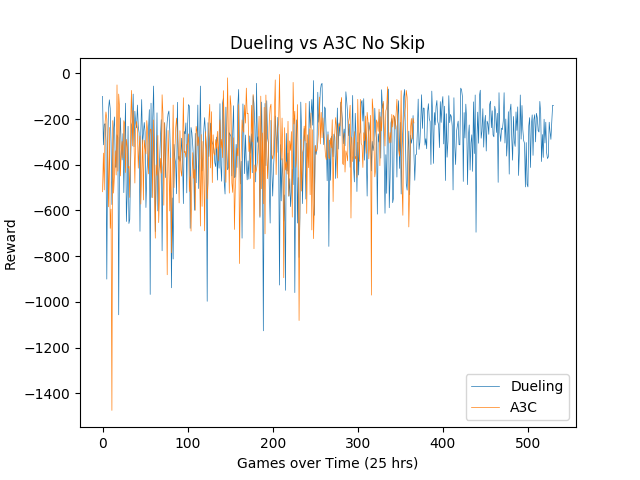 Dueling vs A3C No Skip
0
−200
−400
−600
−800
−1000
−1200
−1400
Reward
0 100 200 300 400 500
Games over Time (25 hrs)
Dueling
A3C